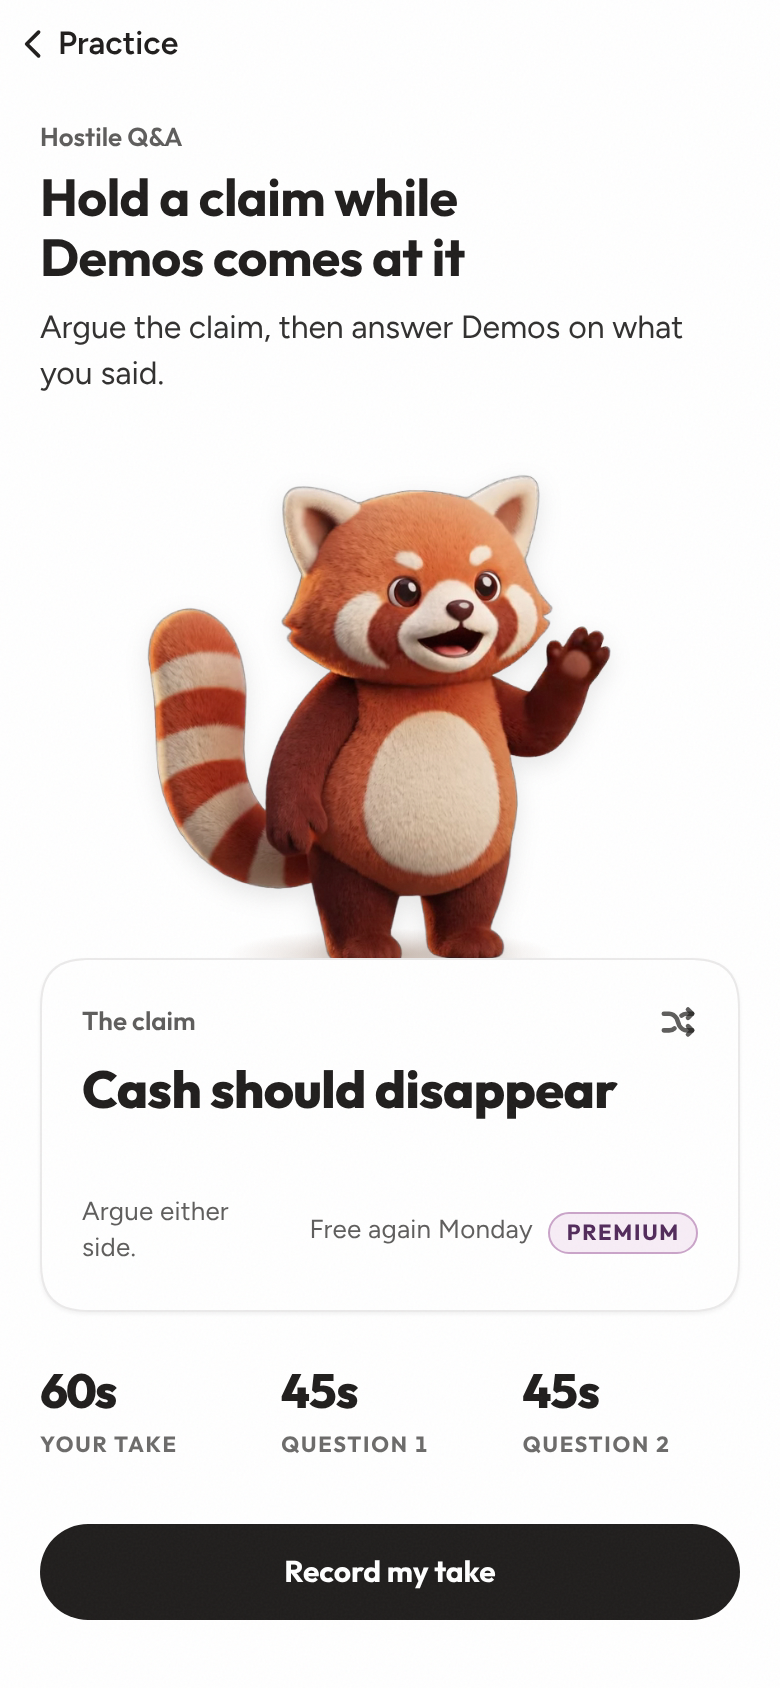 Practice
Hostile Q&A
Hold a claim while
Demos comes at it
Argue the claim, then answer Demos on what
you said.
The claim
Cash should disappear
Argue either
side.
Free again Monday PREMIUM
60s 45s 45s
YOUR TAKE QUESTION 1 QUESTION 2
Record my take